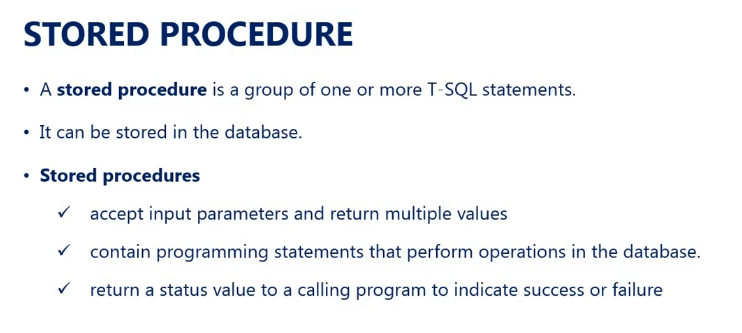 STORED PROCEDURE
• A stored procedure is a group of one or more T-SQL statements.
• It can be stored in the database.
• Stored procedures
✓ accept input parameters and return multiple values
✓ contain programming statements that perform operations in the database.
✓ return a status value to a calling program to indicate success or failure